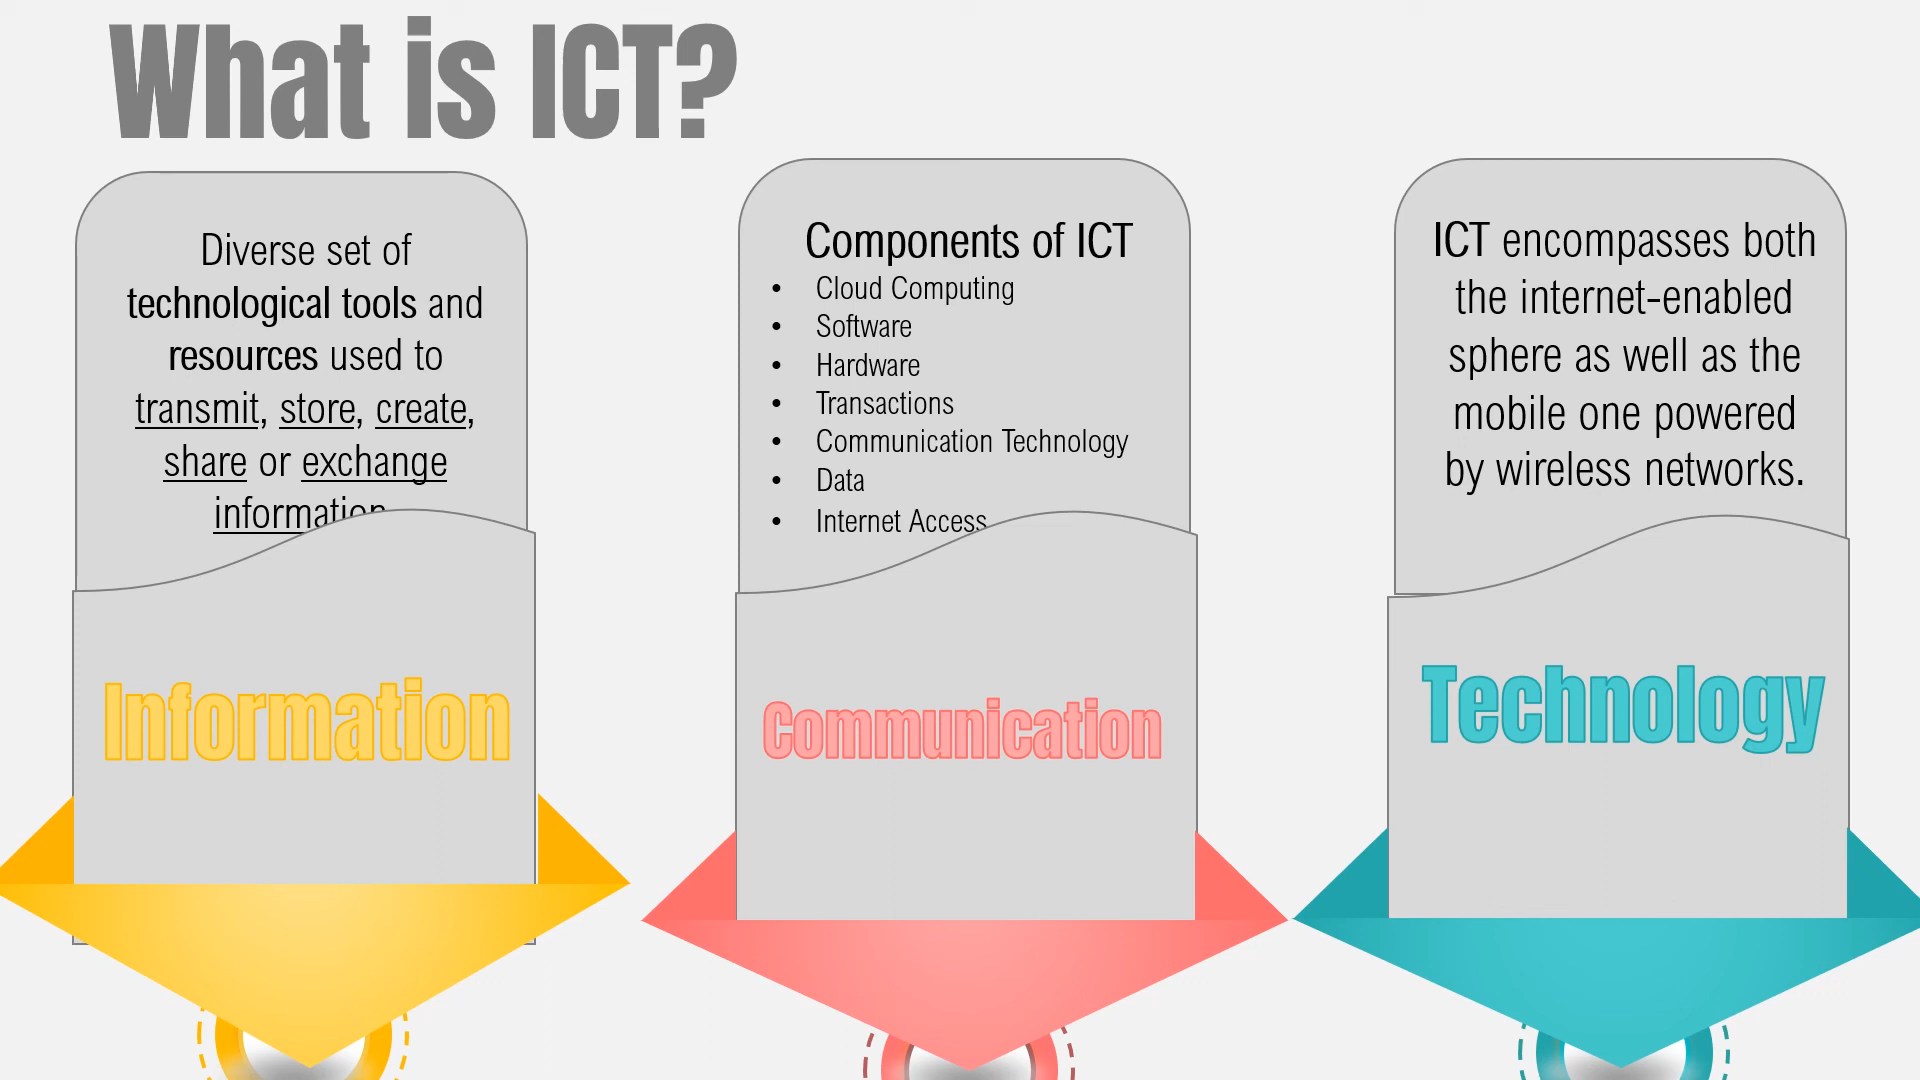 What is ICT?
Diverse set of
technological tools and
resources used to
transmit, store, create,
share or exchange
information
Information
Components of ICT
• Cloud Computing
• Software
• Hardware
• Transactions
• Communication Technology
• Data
• Internet Access
Communication
ICT encompasses both
the internet-enabled
sphere as well as the
mobile one powered
by wireless networks.
Technology